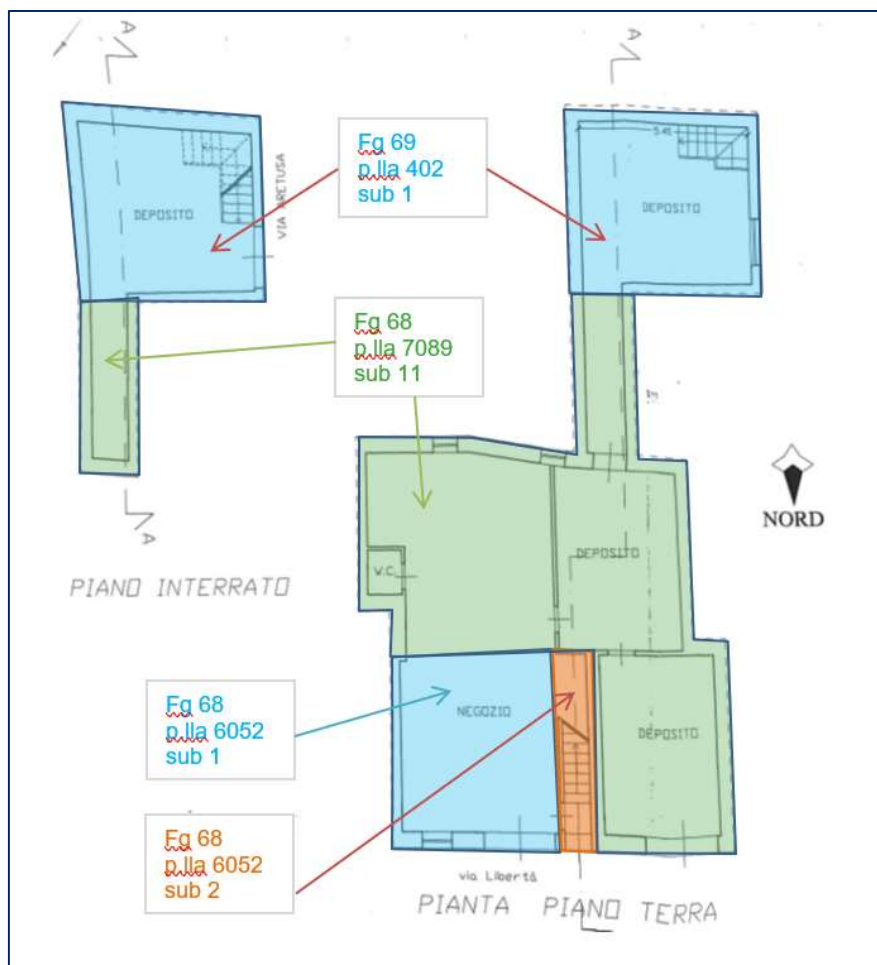 A
A
Fg 69
p.lla 402
sub 1
5.45
DEPOSITO
VIA ARETUSA
DEPOSITO
Fg 68
p.lla 7089
sub 11
A
NORD
V.C.
DEPOSITO
PIANO INTERRATO
Fg 68
p.lla 6052
sub 1
NEGOZIO
DEPOSITO
Fg 68
p.lla 6052
sub 2
via Libertà
PIANTA PIANO TERRA